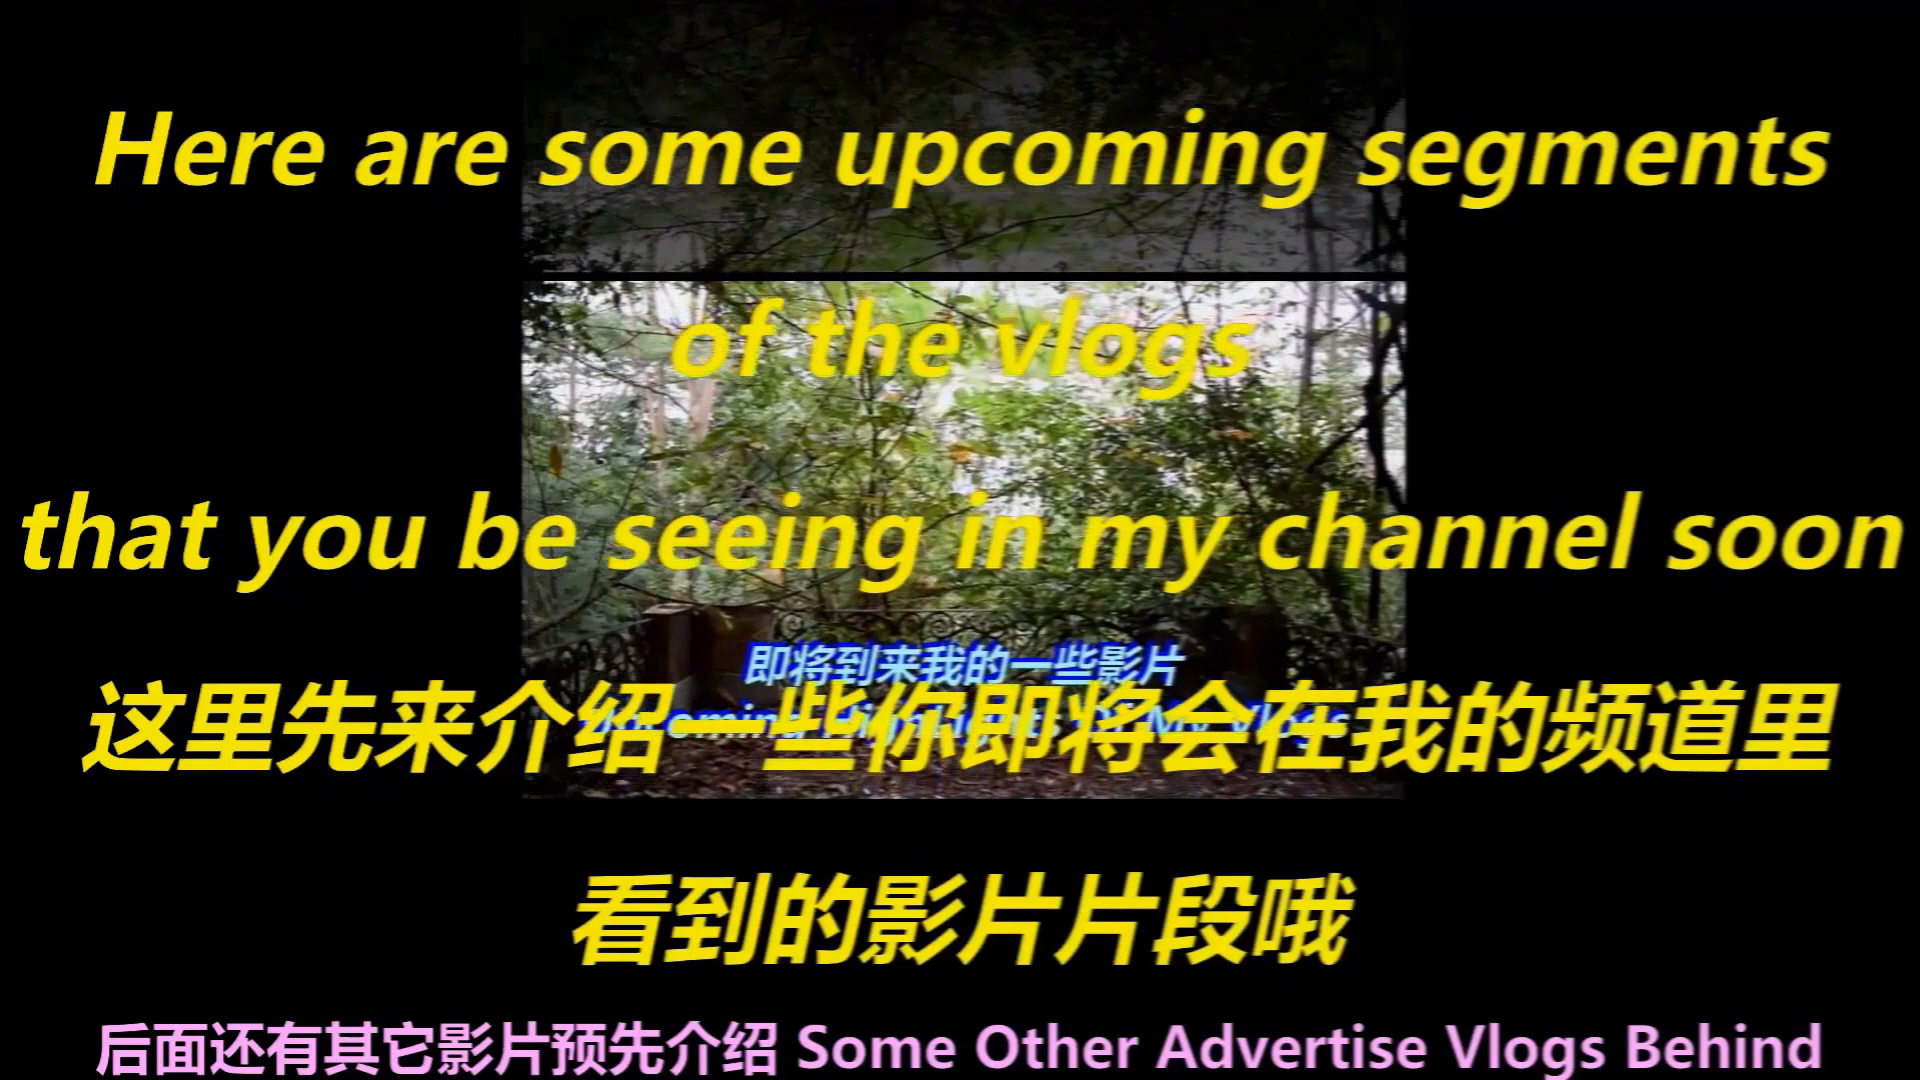 Here are some upcoming segments
of the vlogs
that you be seeing in my channel soon
即将到来我的一些影片
这里先来介绍一些你即将会在我的频道里
看到的影片片段哦
后面还有其它影片预先介绍 Some Other Advertise Vlogs Behind